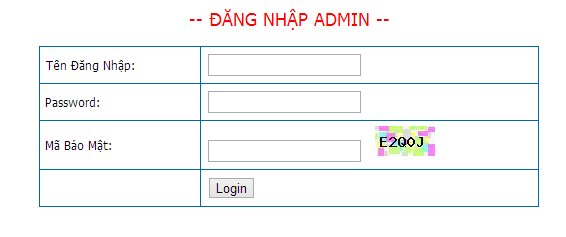 -- ĐĂNG NHẬP ADMIN --
Tên Đăng Nhập:
Password:
Mã Bảo Mật:
E2Q0J
Login